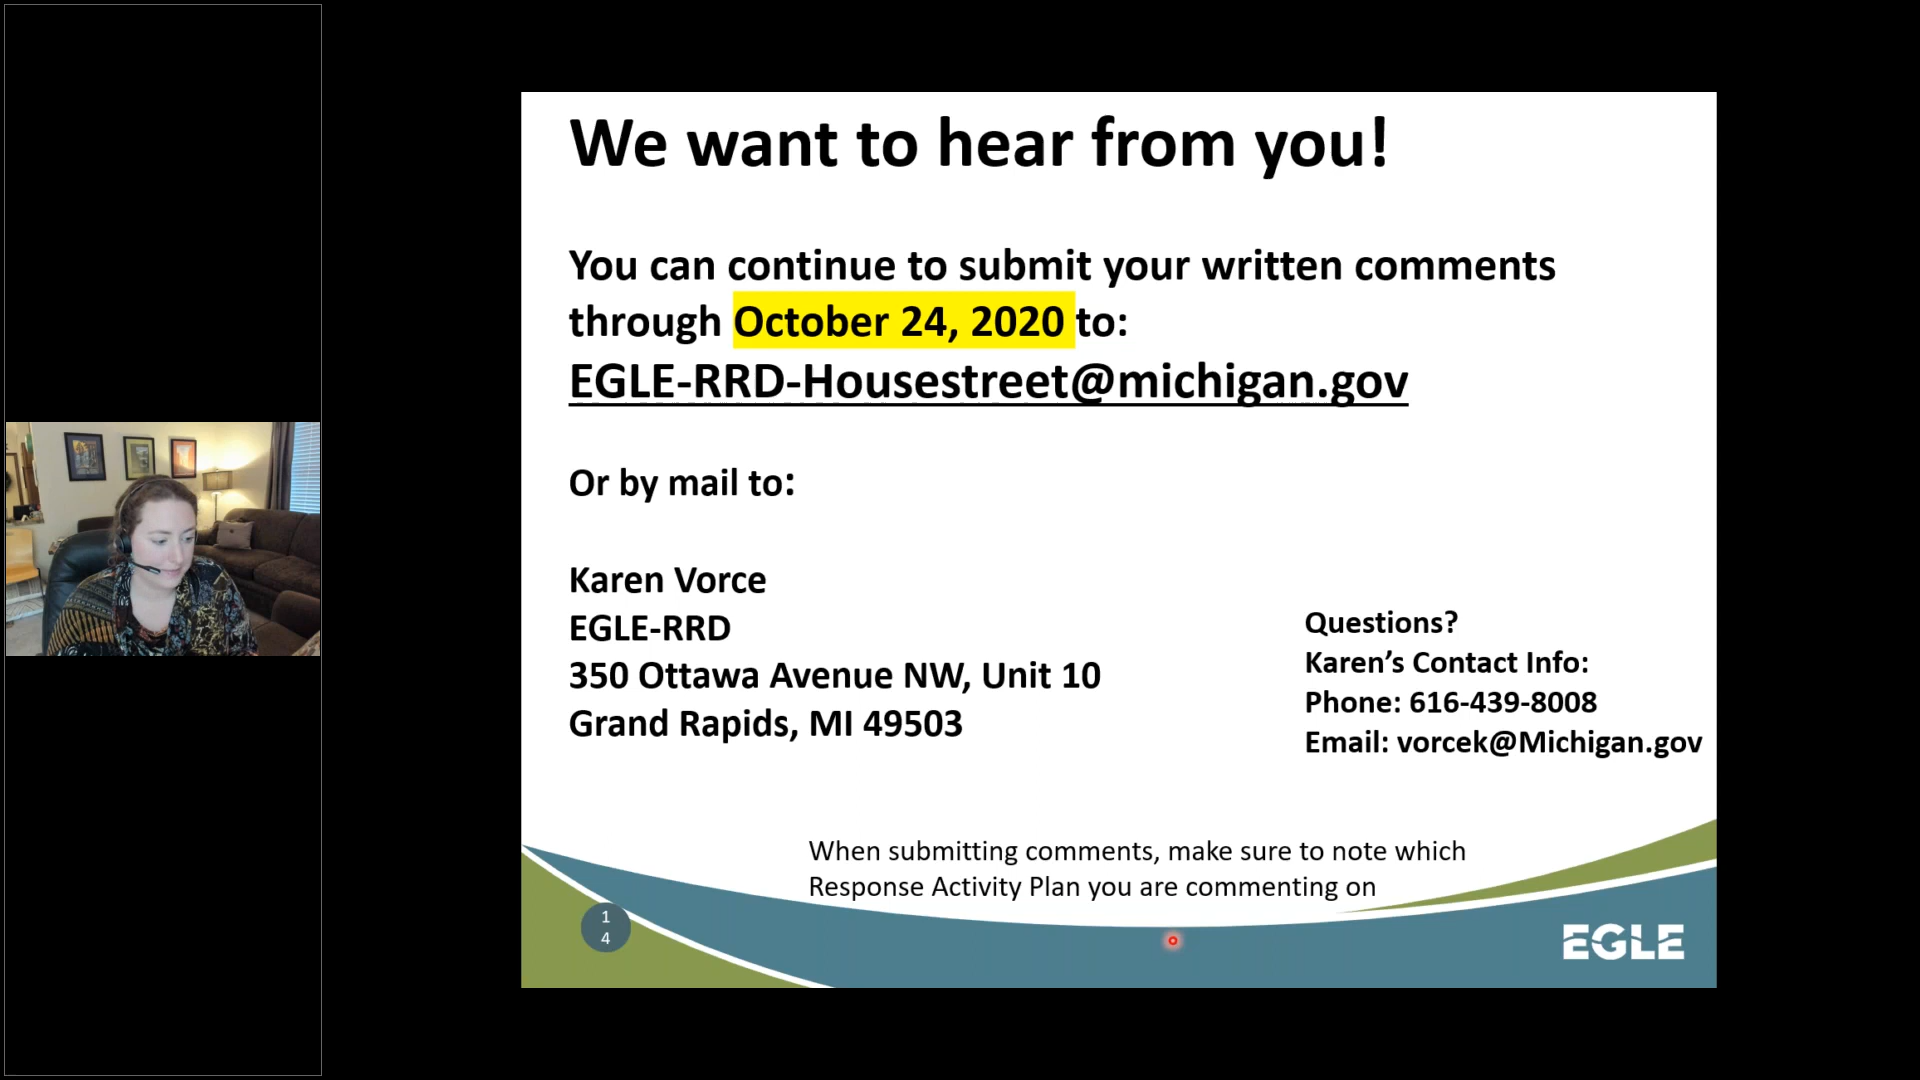 We want to hear from you!
You can continue to submit your written comments
through October 24, 2020 to:
EGLE-RRD-Housestreet@michigan.gov
Or by mail to:
Karen Vorce
EGLE-RRD
350 Ottawa Avenue NW, Unit 10
Grand Rapids, MI 49503
Questions?
Karen’s Contact Info:
Phone: 616-439-8008
Email: vorcek@Michigan.gov
When submitting comments, make sure to note which
Response Activity Plan you are commenting on
1
4
EGLE